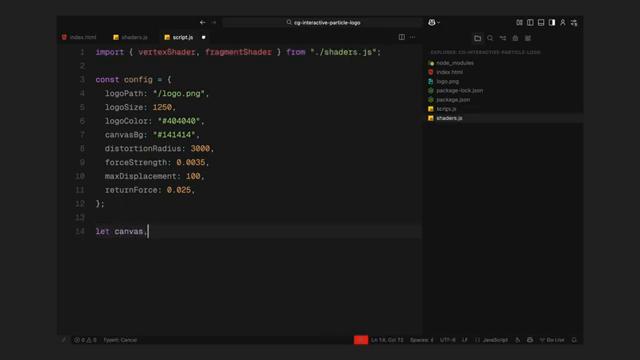 cg-interactive-particle-logo
index.html
shaders.js
script.js
EXPLORER: CG-INTERACTIVE-PARTICLE-LOGO
1 import { vertexShader, fragmentShader } from "./shaders.js";
2
3 const config = {
4 logoPath: "/logo.png",
5 logoSize: 1250,
6 logoColor: "#404040",
7 canvasBg: "#141414",
8 distortionRadius: 3000,
9 forceStrength: 0.0035,
10 maxDisplacement: 100,
11 returnForce: 0.025,
12 };
13
14 let canvas,
node_modules
index.html
logo.png
package-lock.json
package.json
script.js
shaders.js
0 0 Typent: Cancel
Ln 14, Col 12
Spaces: 4
UTF-8
LF
{} JavaScript
Go Live